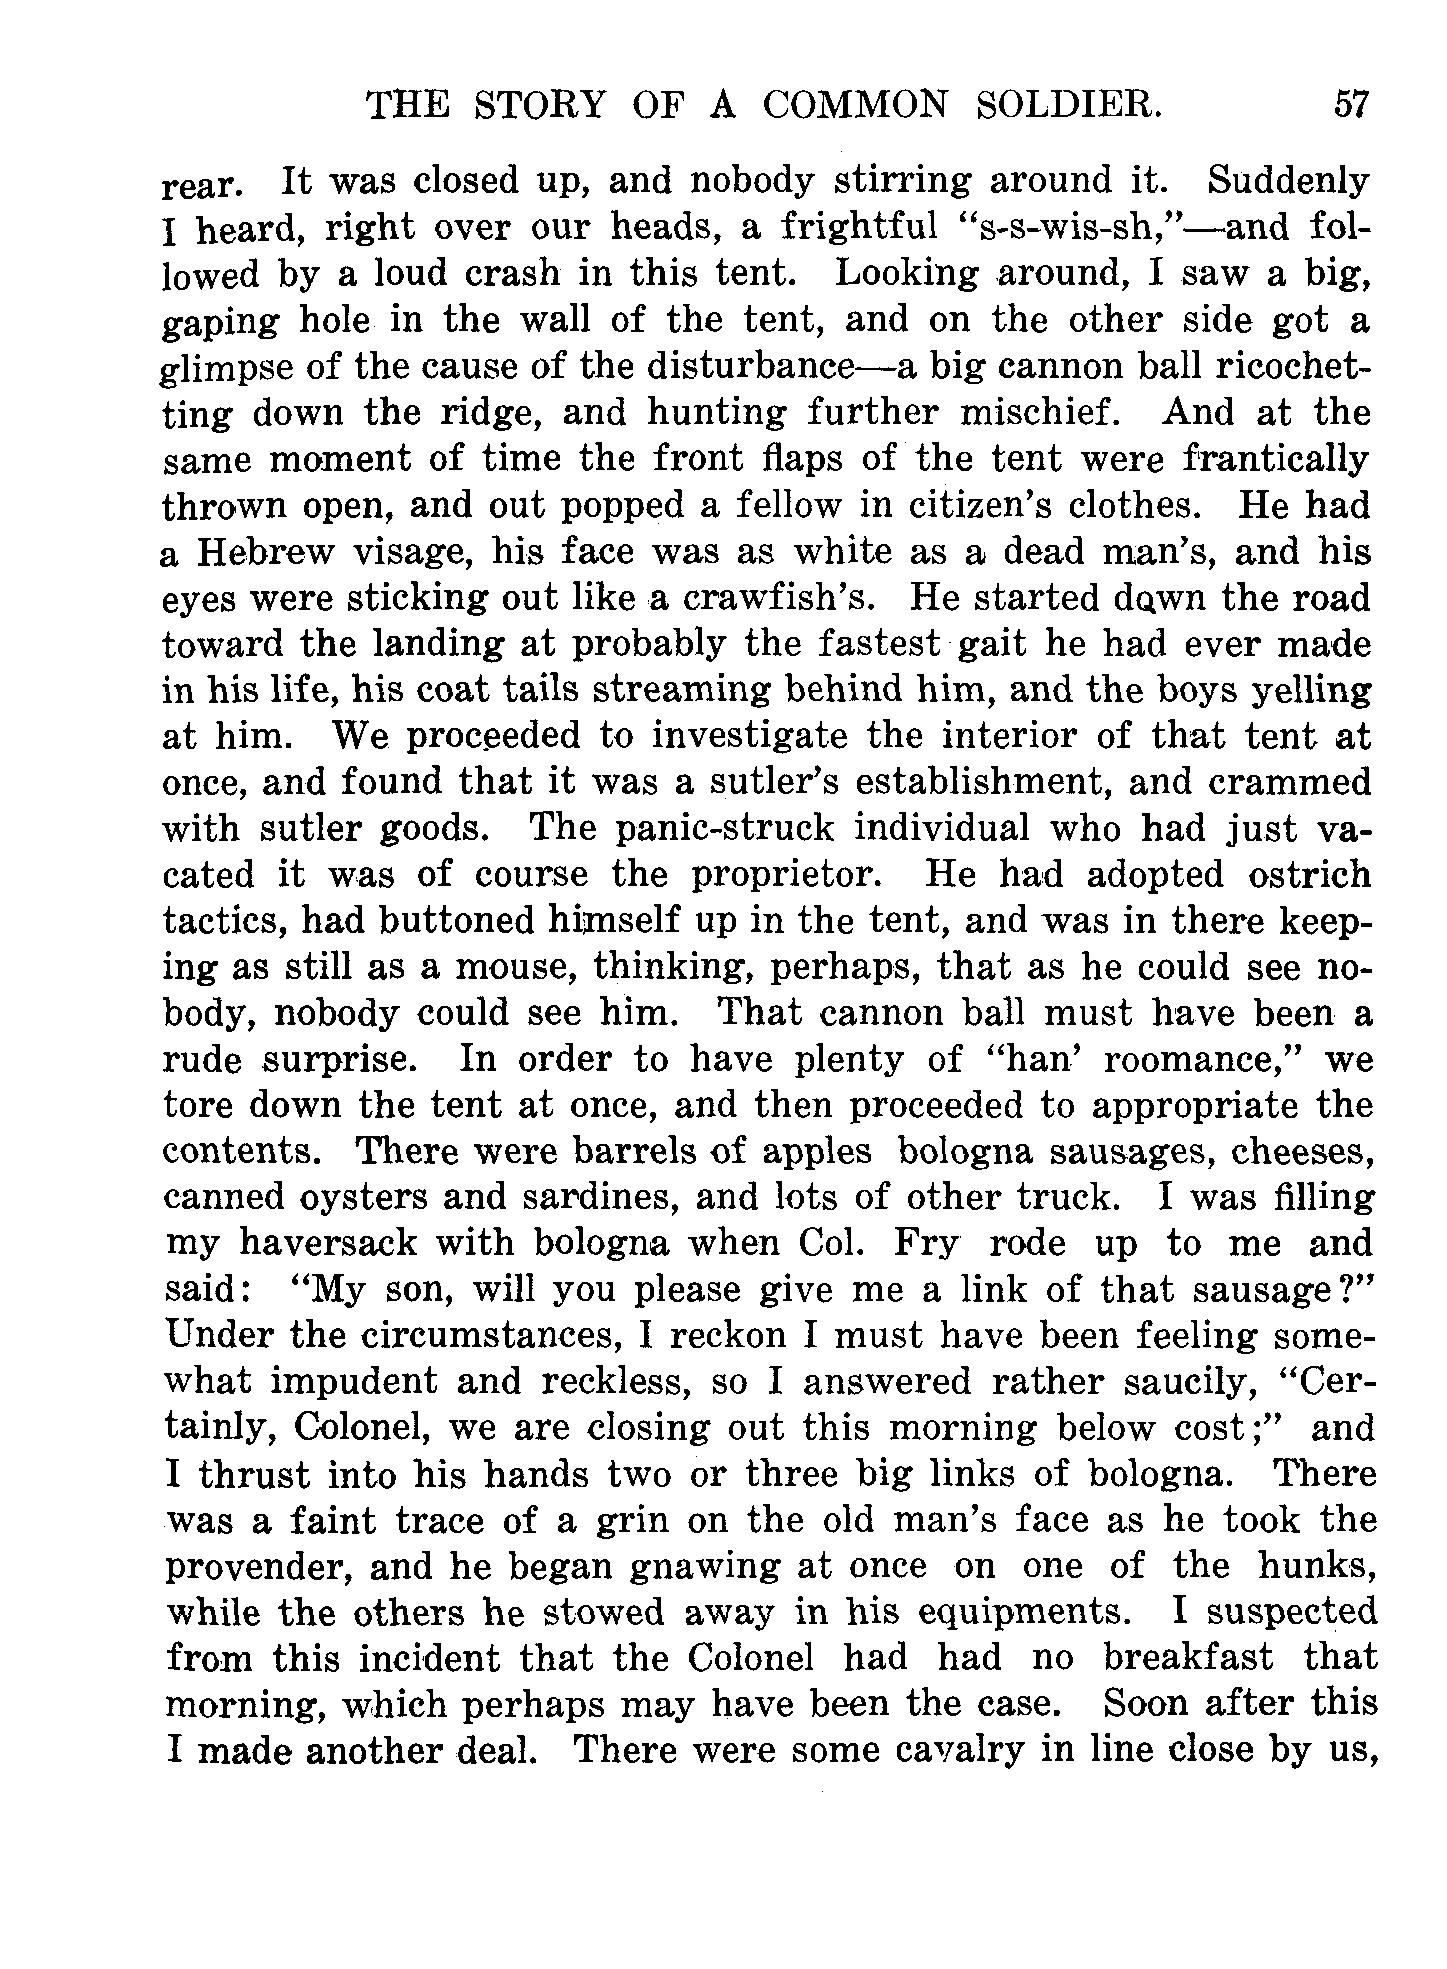 THE STORY OF A COMMON SOLDIER. 57
rear. It was closed up, and nobody stirring around it. Suddenly
I heard, right over our heads, a frightful “s-s-wis-sh,”—and fol-
lowed by a loud crash in this tent. Looking around, I saw a big,
gaping hole in the wall of the tent, and on the other side got a
glimpse of the cause of the disturbance—a big cannon ball ricochet-
ting down the ridge, and hunting further mischief. And at the
same moment of time the front flaps of the tent were frantically
thrown open, and out popped a fellow in citizen’s clothes. He had
a Hebrew visage, his face was as white as a dead man’s, and his
eyes were sticking out like a crawfish’s. He started down the road
toward the landing at probably the fastest gait he had ever made
in his life, his coat tails streaming behind him, and the boys yelling
at him. We proceeded to investigate the interior of that tent at
once, and found that it was a sutler’s establishment, and crammed
with sutler goods. The panic-struck individual who had just va-
cated it was of course the proprietor. He had adopted ostrich
tactics, had buttoned himself up in the tent, and was in there keep-
ing as still as a mouse, thinking, perhaps, that as he could see no-
body, nobody could see him. That cannon ball must have been a
rude surprise. In order to have plenty of “han’ roomance,” we
tore down the tent at once, and then proceeded to appropriate the
contents. There were barrels of apples bologna sausages, cheeses,
canned oysters and sardines, and lots of other truck. I was filling
my haversack with bologna when Col. Fry rode up to me and
said: “My son, will you please give me a link of that sausage?”
Under the circumstances, I reckon I must have been feeling some-
what impudent and reckless, so I answered rather saucily, “Cer-
tainly, Colonel, we are closing out this morning below cost;” and
I thrust into his hands two or three big links of bologna. There
was a faint trace of a grin on the old man’s face as he took the
provender, and he began gnawing at once on one of the hunks,
while the others he stowed away in his equipments. I suspected
from this incident that the Colonel had had no breakfast that
morning, which perhaps may have been the case. Soon after this
I made another deal. There were some cavalry in line close by us,